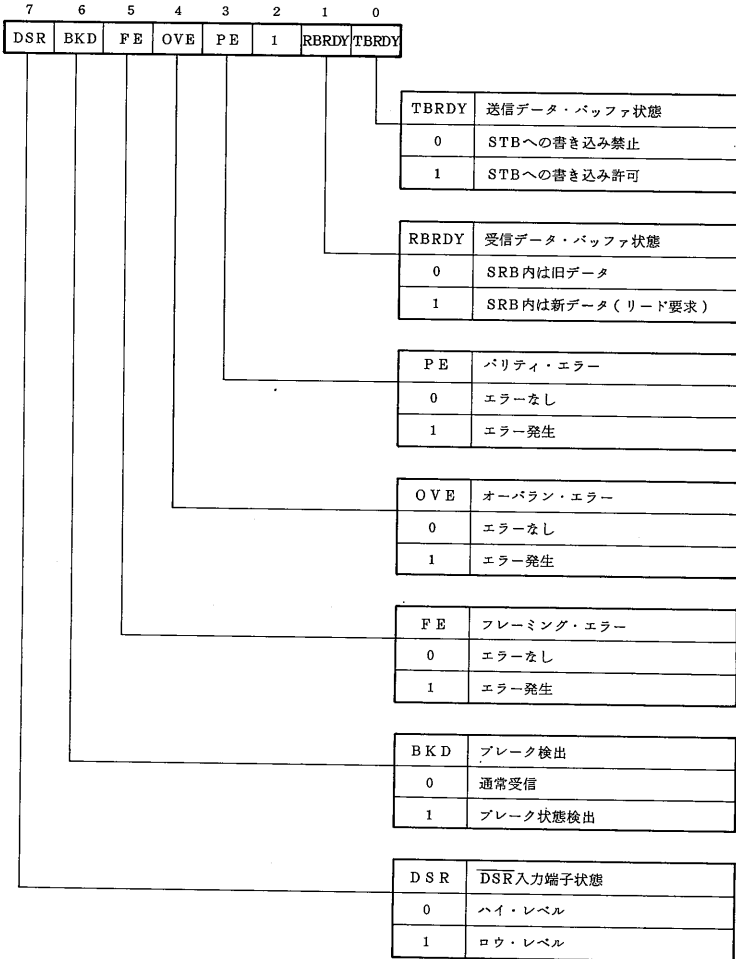 7 6 5 4 3 2 1 0
DSR BKD FE OVE PE 1 RBRDY TBRDY
TBRDY 送信データ・バッファ状態
0 STBへの書き込み禁止
1 STBへの書き込み許可
RBRDY 受信データ・バッファ状態
0 SRB内は旧データ
1 SRB内は新データ(リード要求)
PE パリティ・エラー
0 エラーなし
1 エラー発生
OVE オーバラン・エラー
0 エラーなし
1 エラー発生
FE フレーミング・エラー
0 エラーなし
1 エラー発生
BKD ブレーク検出
0 通常受信
1 ブレーク状態検出
DSR DSR入力端子状態
0 ハイ・レベル
1 ロウ・レベル